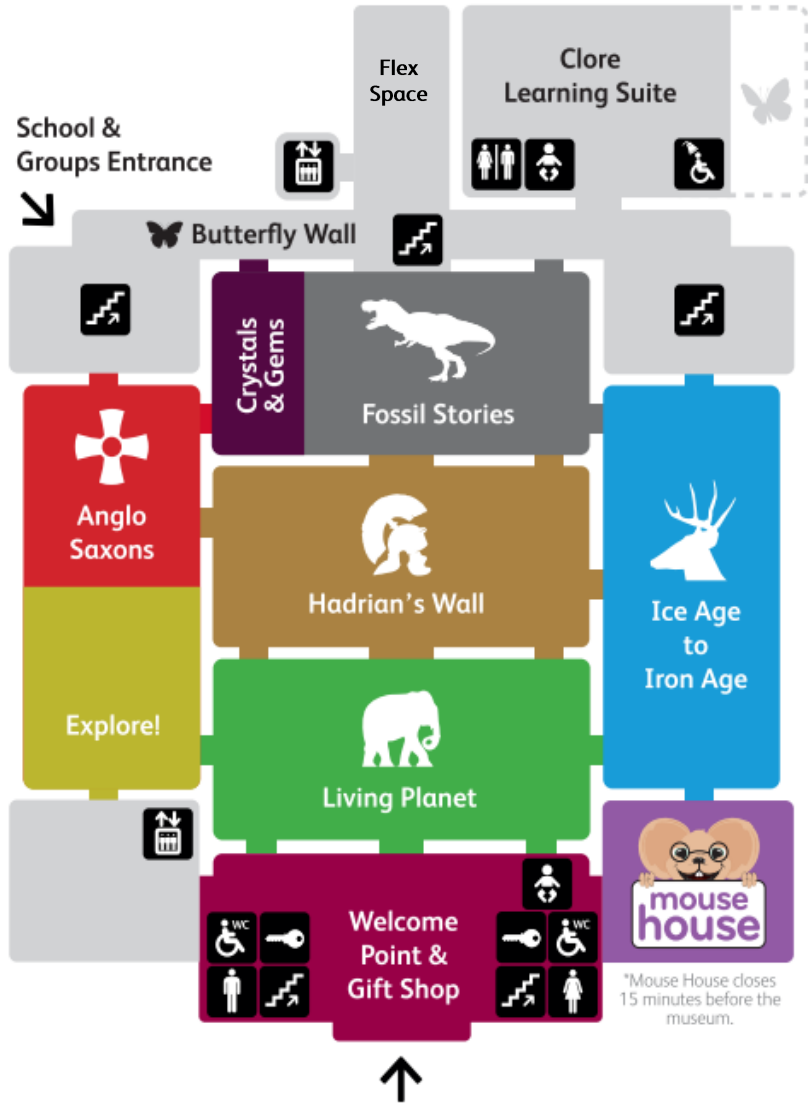 Flex
Space
Clore
Learning Suite
School &
Groups Entrance
Butterfly Wall
Crystals
& Gems
Fossil Stories
Anglo
Saxons
Hadrian's Wall
Ice Age
to
Iron Age
Explore!
Living Planet
mouse
house
WC
WC
Welcome
Point &
Gift Shop
*Mouse House closes
15 minutes before the
museum.